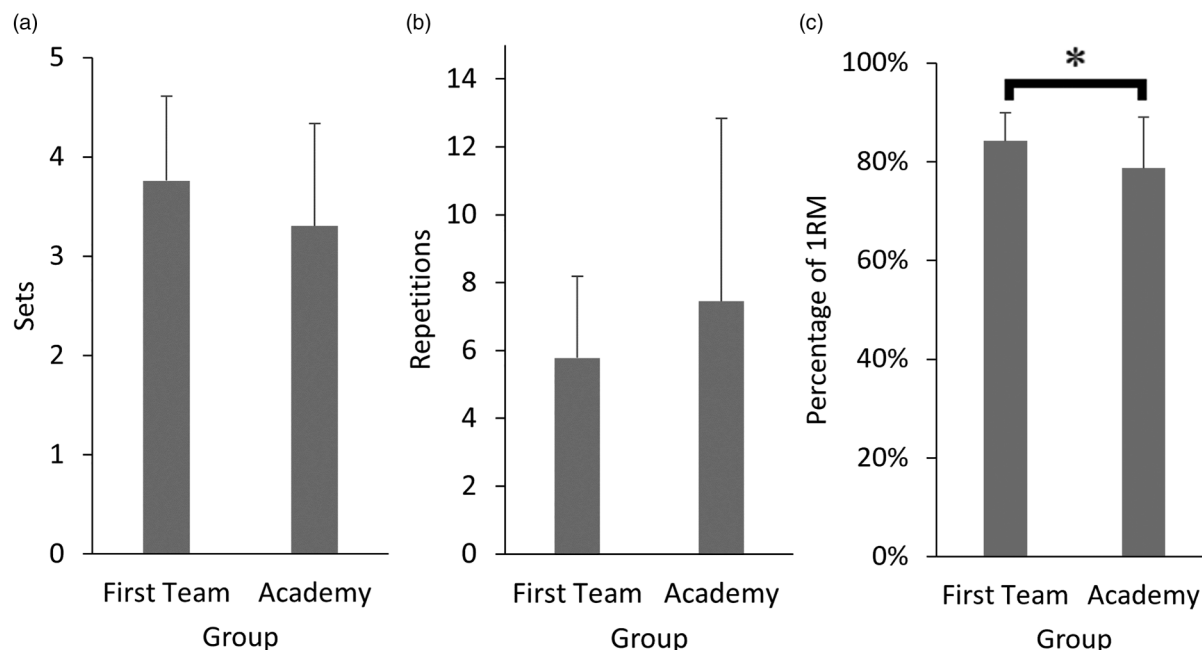 (a)
5
4
3
2
1
0
Sets
First Team Academy
Group
(b)
14
12
10
8
6
4
2
0
Repetitions
First Team Academy
Group
(c)
*
100%
80%
60%
40%
20%
0%
Percentage of 1RM
First Team Academy
Group